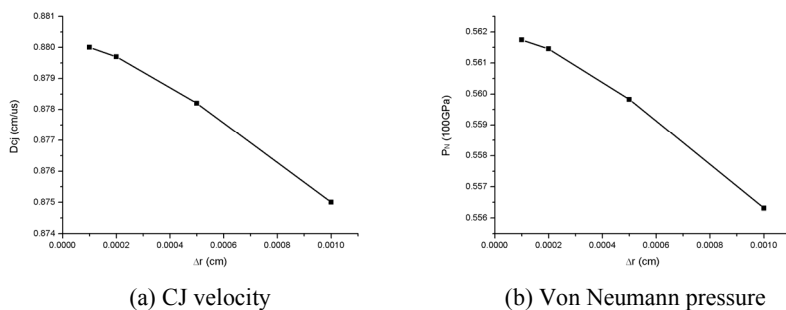 0.881
0.880
0.879
0.878
0.877
0.876
0.875
0.874
Dcj (cm/us)
0.0000 0.0002 0.0004 0.0006 0.0008 0.0010
Δr (cm)
(a) CJ velocity
0.562
0.561
0.560
0.559
0.558
0.557
0.556
PN (100GPa)
0.0000 0.0002 0.0004 0.0006 0.0008 0.0010
Δr (cm)
(b) Von Neumann pressure